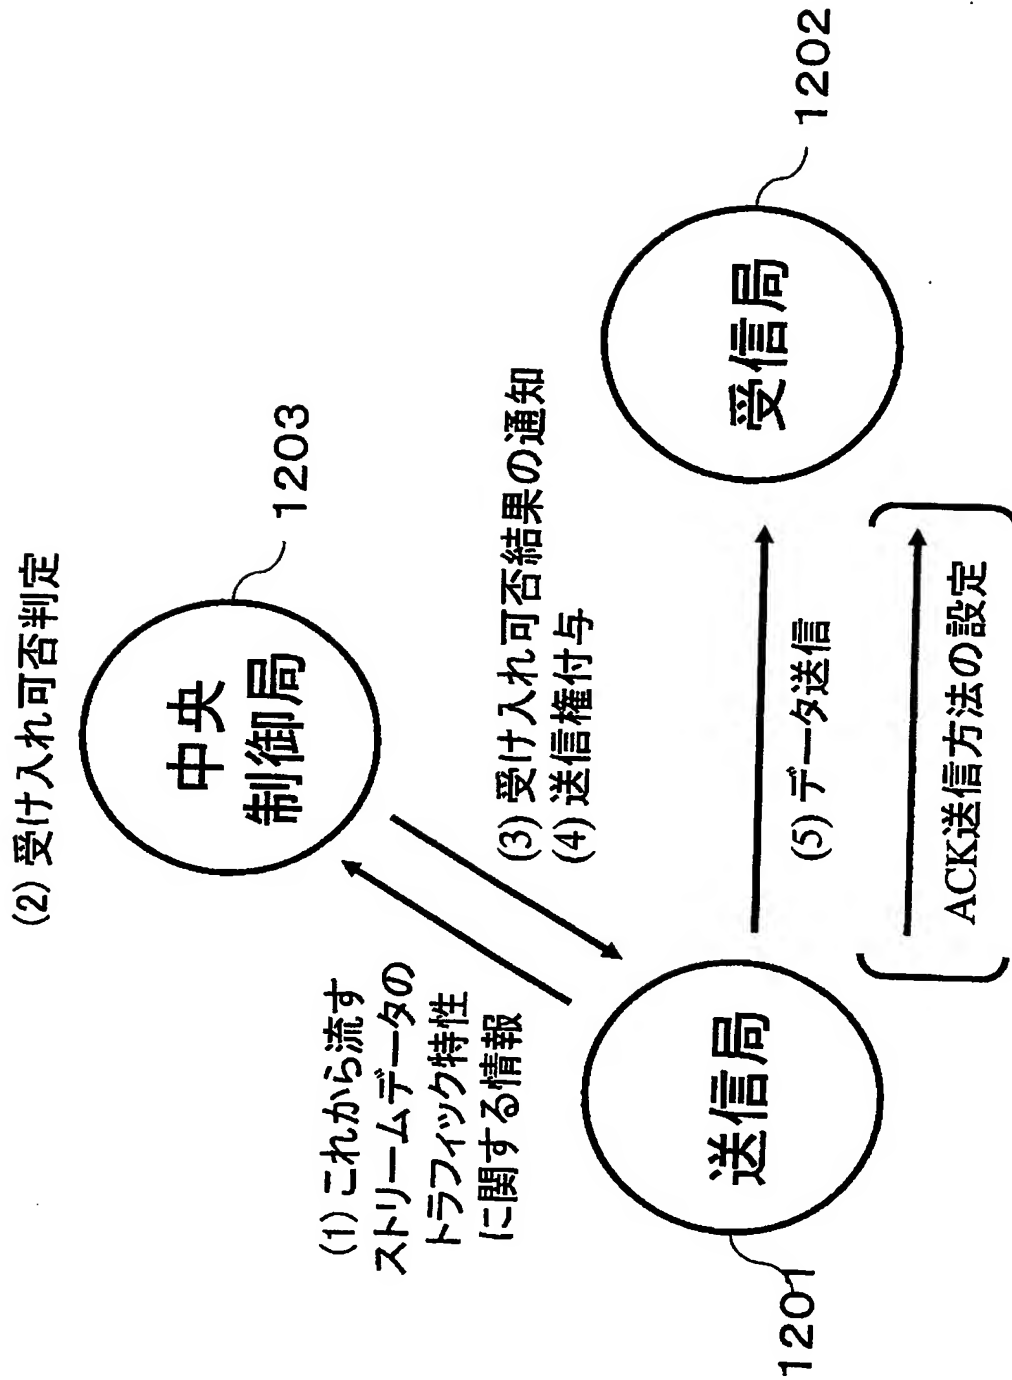 (2) 受け入れ可否判定
中央
制御局
1203
(1) これから流す
ストリームデータの
トラフィック特性
に関する情報
(3) 受け入れ可否結果の通知
(4) 送信権付与
送信局
1201
(5) データ送信
ACK送信方法の設定
受信局
1202